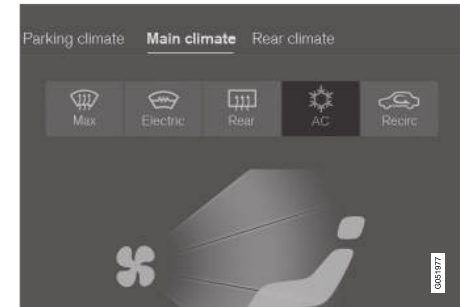 Parking climate Main climate Rear climate
Max Electric Rear AC Recirc
G051977